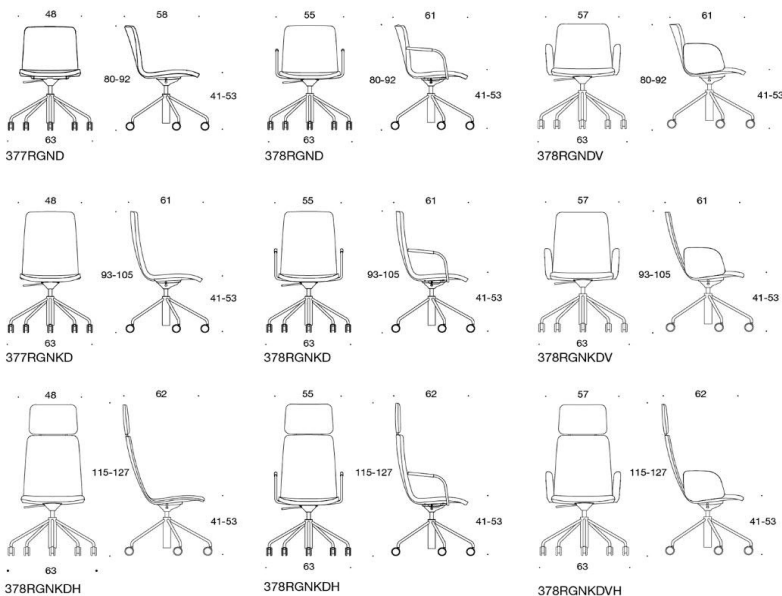 48 58 55 61 57 61
80-92 80-92 80-92
41-53 41-53 41-53
63 63 63
377RGND 378RGND 378RGNDV
48 61 55 61 57 61
93-105 93-105 93-105
41-53 41-53 41-53
63 63 63
377RGNKD 378RGNKD 378RGNKDV
48 62 55 62 57 62
115-127 115-127 115-127
41-53 41-53 41-53
63 63 63
378RGNKDH 378RGNKDH 378RGNKDVH